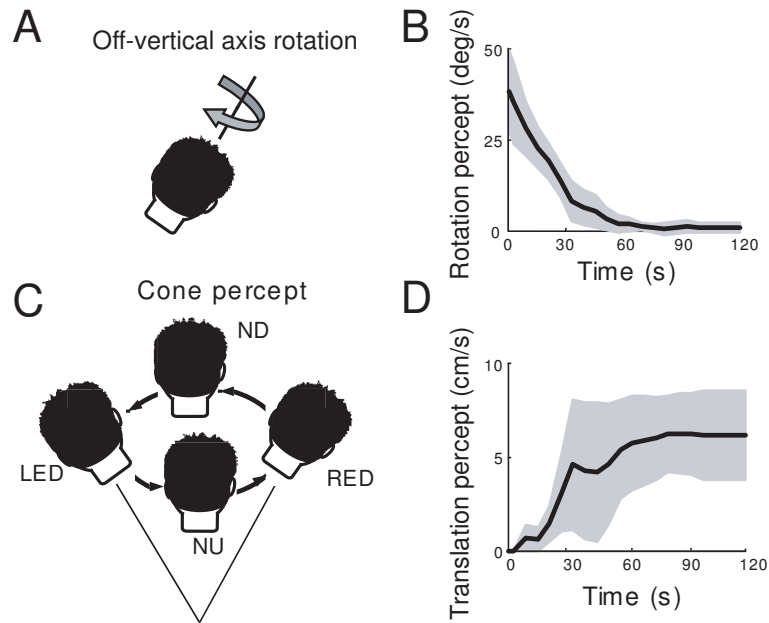 A
Off-vertical axis rotation
B
Rotation percept (deg/s)
50
25
0
0 30 60 90 120
Time (s)
C
Cone percept
ND
LED
RED
NU
D
Translation percept (cm/s)
10
5
0
0 30 60 90 120
Time (s)